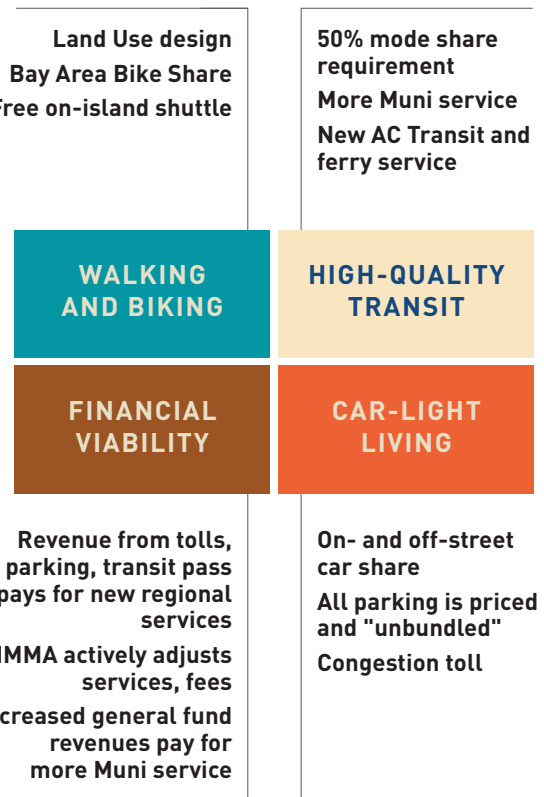 Land Use design
Bay Area Bike Share
Free on-island shuttle
50% mode share
requirement
More Muni service
New AC Transit and
ferry service
WALKING
AND BIKING
HIGH-QUALITY
TRANSIT
FINANCIAL
VIABILITY
CAR-LIGHT
LIVING
Revenue from tolls,
parking, transit pass
pays for new regional
services
IMMA actively adjusts
services, fees
creased general fund
revenues pay for
more Muni service
On- and off-street
car share
All parking is priced
and "unbundled"
Congestion toll